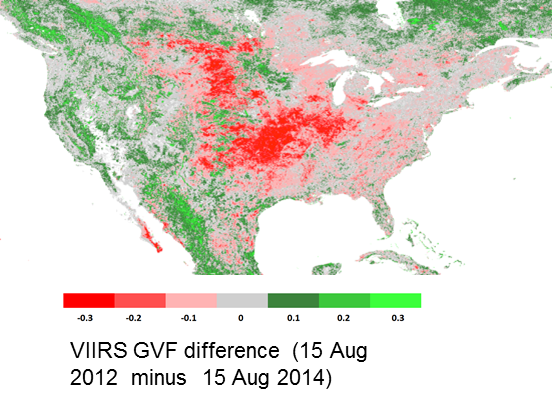 -0.3 -0.2 -0.1 0 0.1 0.2 0.3
VIIRS GVF difference (15 Aug
2012 minus 15 Aug 2014)